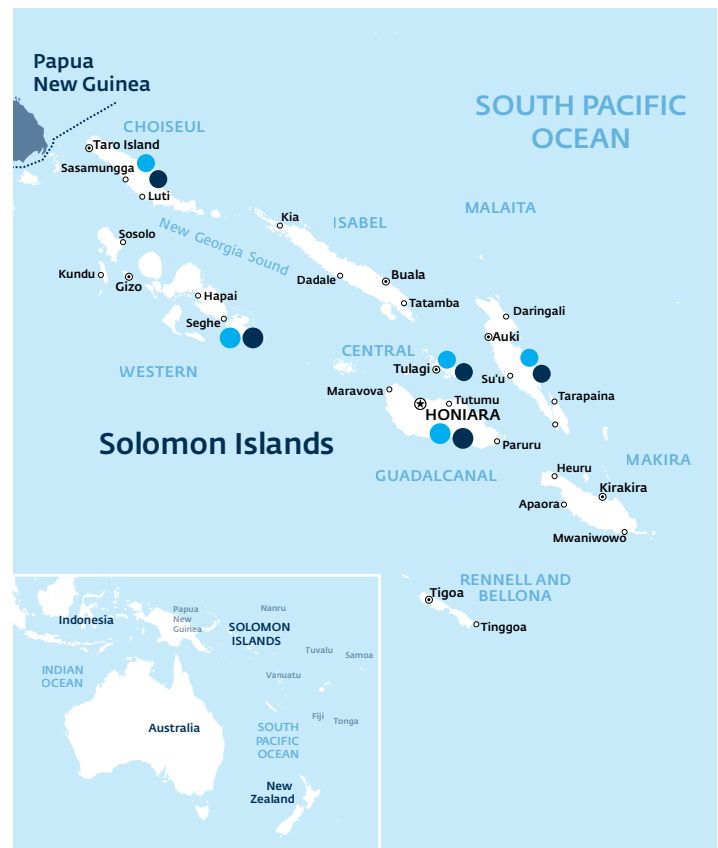 Papua
New Guinea
SOUTH PACIFIC
OCEAN
CHOISEUL
Taro Island
Sasamungga
Luti
MALAITA
Kia
ISABEL
New Georgia Sound
Sosolo
Kundu
Gizo
Hapai
Dadale
Buala
Tatamba
Seghe
Daringali
Auki
WESTERN
CENTRAL
Tulagi
Su'u
Maravova
Tutumu
Tarapaina
HONIARA
Solomon Islands
Paruru
GUADALCANAL
MAKIRA
Heuru
Kirakira
Apaora
Mwaniwowo
RENNELL AND
BELLONA
Tigoa
Tinggoa
Indonesia
Papua
New
Guinea
Nanru
SOLOMON
ISLANDS
Tuvalu
Samoa
INDIAN
OCEAN
Vanuatu
Fiji
Tonga
Australia
SOUTH
PACIFIC
OCEAN
New
Zealand